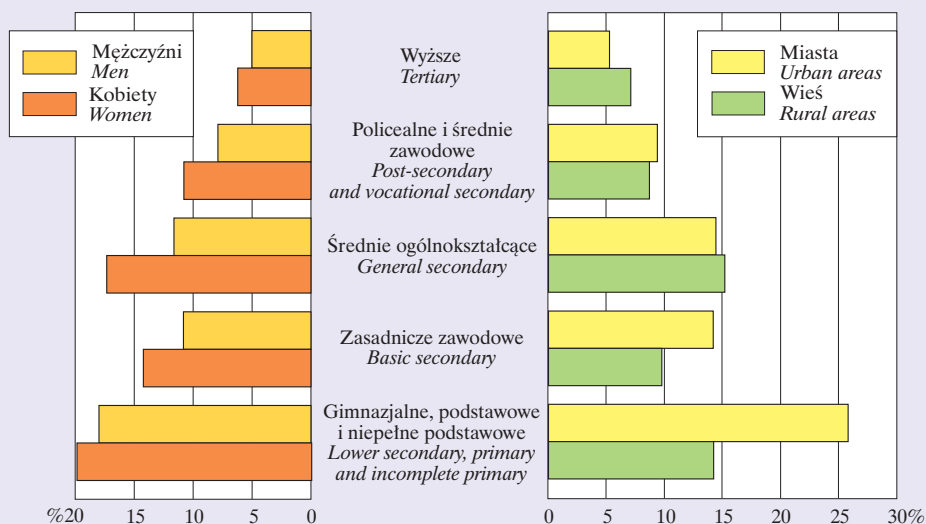 Mężczyźni
Men
Kobiety
Women
Wyższe
Tertiary
Policealne i średnie
zawodowe
Post-secondary
and vocational secondary
Średnie ogólnokształcące
General secondary
Zasadnicze zawodowe
Basic secondary
Gimnazjalne, podstawowe
i niepełne podstawowe
Lower secondary, primary
and incomplete primary
Miasta
Urban areas
Wieś
Rural areas
%20 15 10 5 0
0 5 10 15 20 25 30%